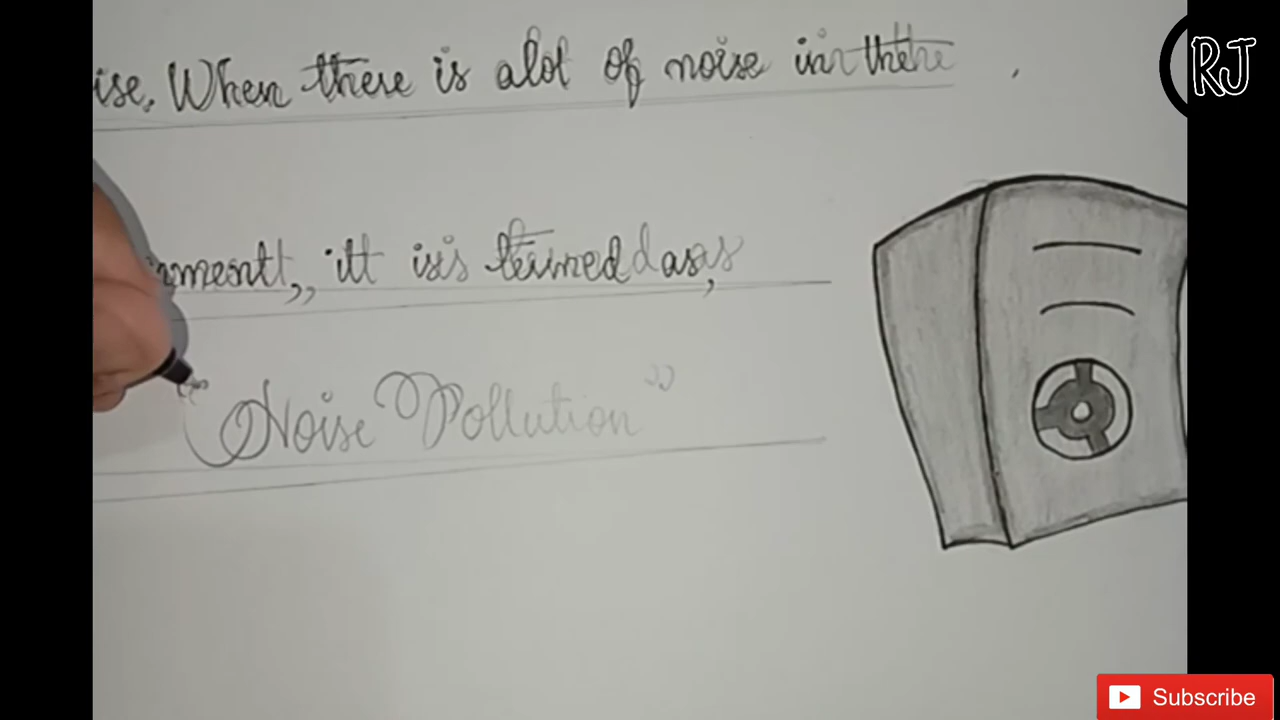 ise. When there is alot of noise in the
nment, it is termed as,
"Noise Pollution"
RJ
Subscribe